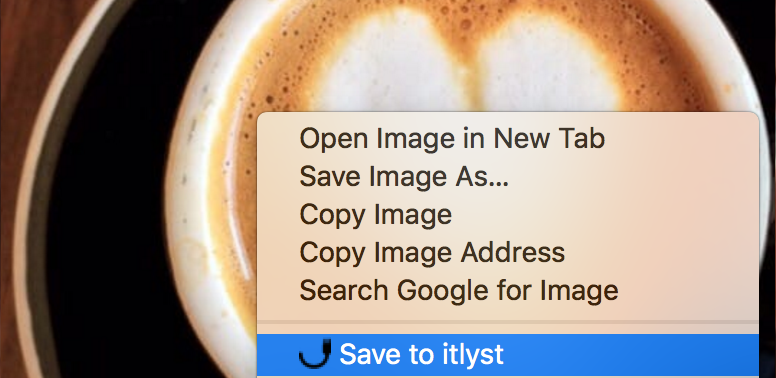 Open Image in New Tab
Save Image As...
Copy Image
Copy Image Address
Search Google for Image
Save to itlyst